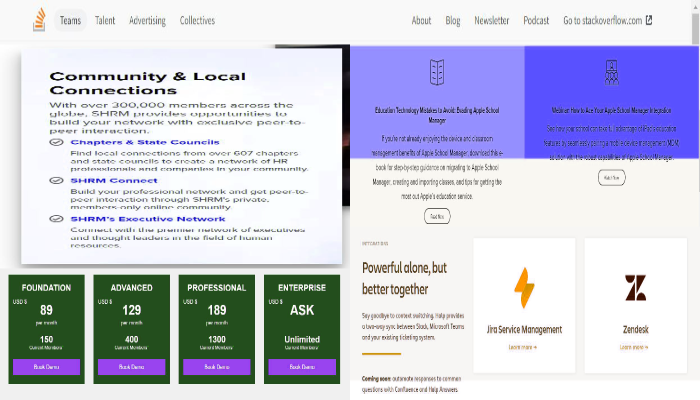 Teams Talent Advertising Collectives About Blog Newsletter Podcast Go to stackoverflow.com
Community & Local
Connections
With over 300,000 members across the
globe, SHRM provides opportunities to
build your network with exclusive peer-to-
peer interaction.
Chapters & State Councils
Find local connections from over 607 chapters
and state councils to create a network of HR
professionals and companies in your community.
SHRM Connect
Build your professional network and get peer-to-
peer interaction through SHRM's private,
members-only online community.
SHRM's Executive Network
Connect with the premier network of executives
and thought leaders in the field of human
resources.
Education Technology Mistakes to Avoid: Evading Apple School
Manager
If you're not already enjoying the device and classroom
management benefits of Apple School Manager, download this e-
book for step-by-step guidance on migrating to Apple School
Manager, creating and importing classes, and tips for getting the
most out Apple's education service.
Read Now
Webinar: How to Ace Your Apple School Manager Integration
Watch Now
FOUNDATION
USD $
89
per month
150
Current Members'
Book Demo
ADVANCED
USD $
129
per month
400
Current Members'
Book Demo
PROFESSIONAL
USD $
189
per month
1300
Current Members'
Book Demo
ENTERPRISE
USD $
ASK
Unlimited
Current Members'
Book Demo
INTEGRATIONS
Powerful alone, but
better together
Say goodbye to context switching. Halp provides
a two-way sync between Slack, Microsoft Teams
and your existing ticketing system.
Coming soon: automate responses to common
questions with Confluence and Halp Answers.
Jira Service Management
Learn more
Zendesk
Learn more